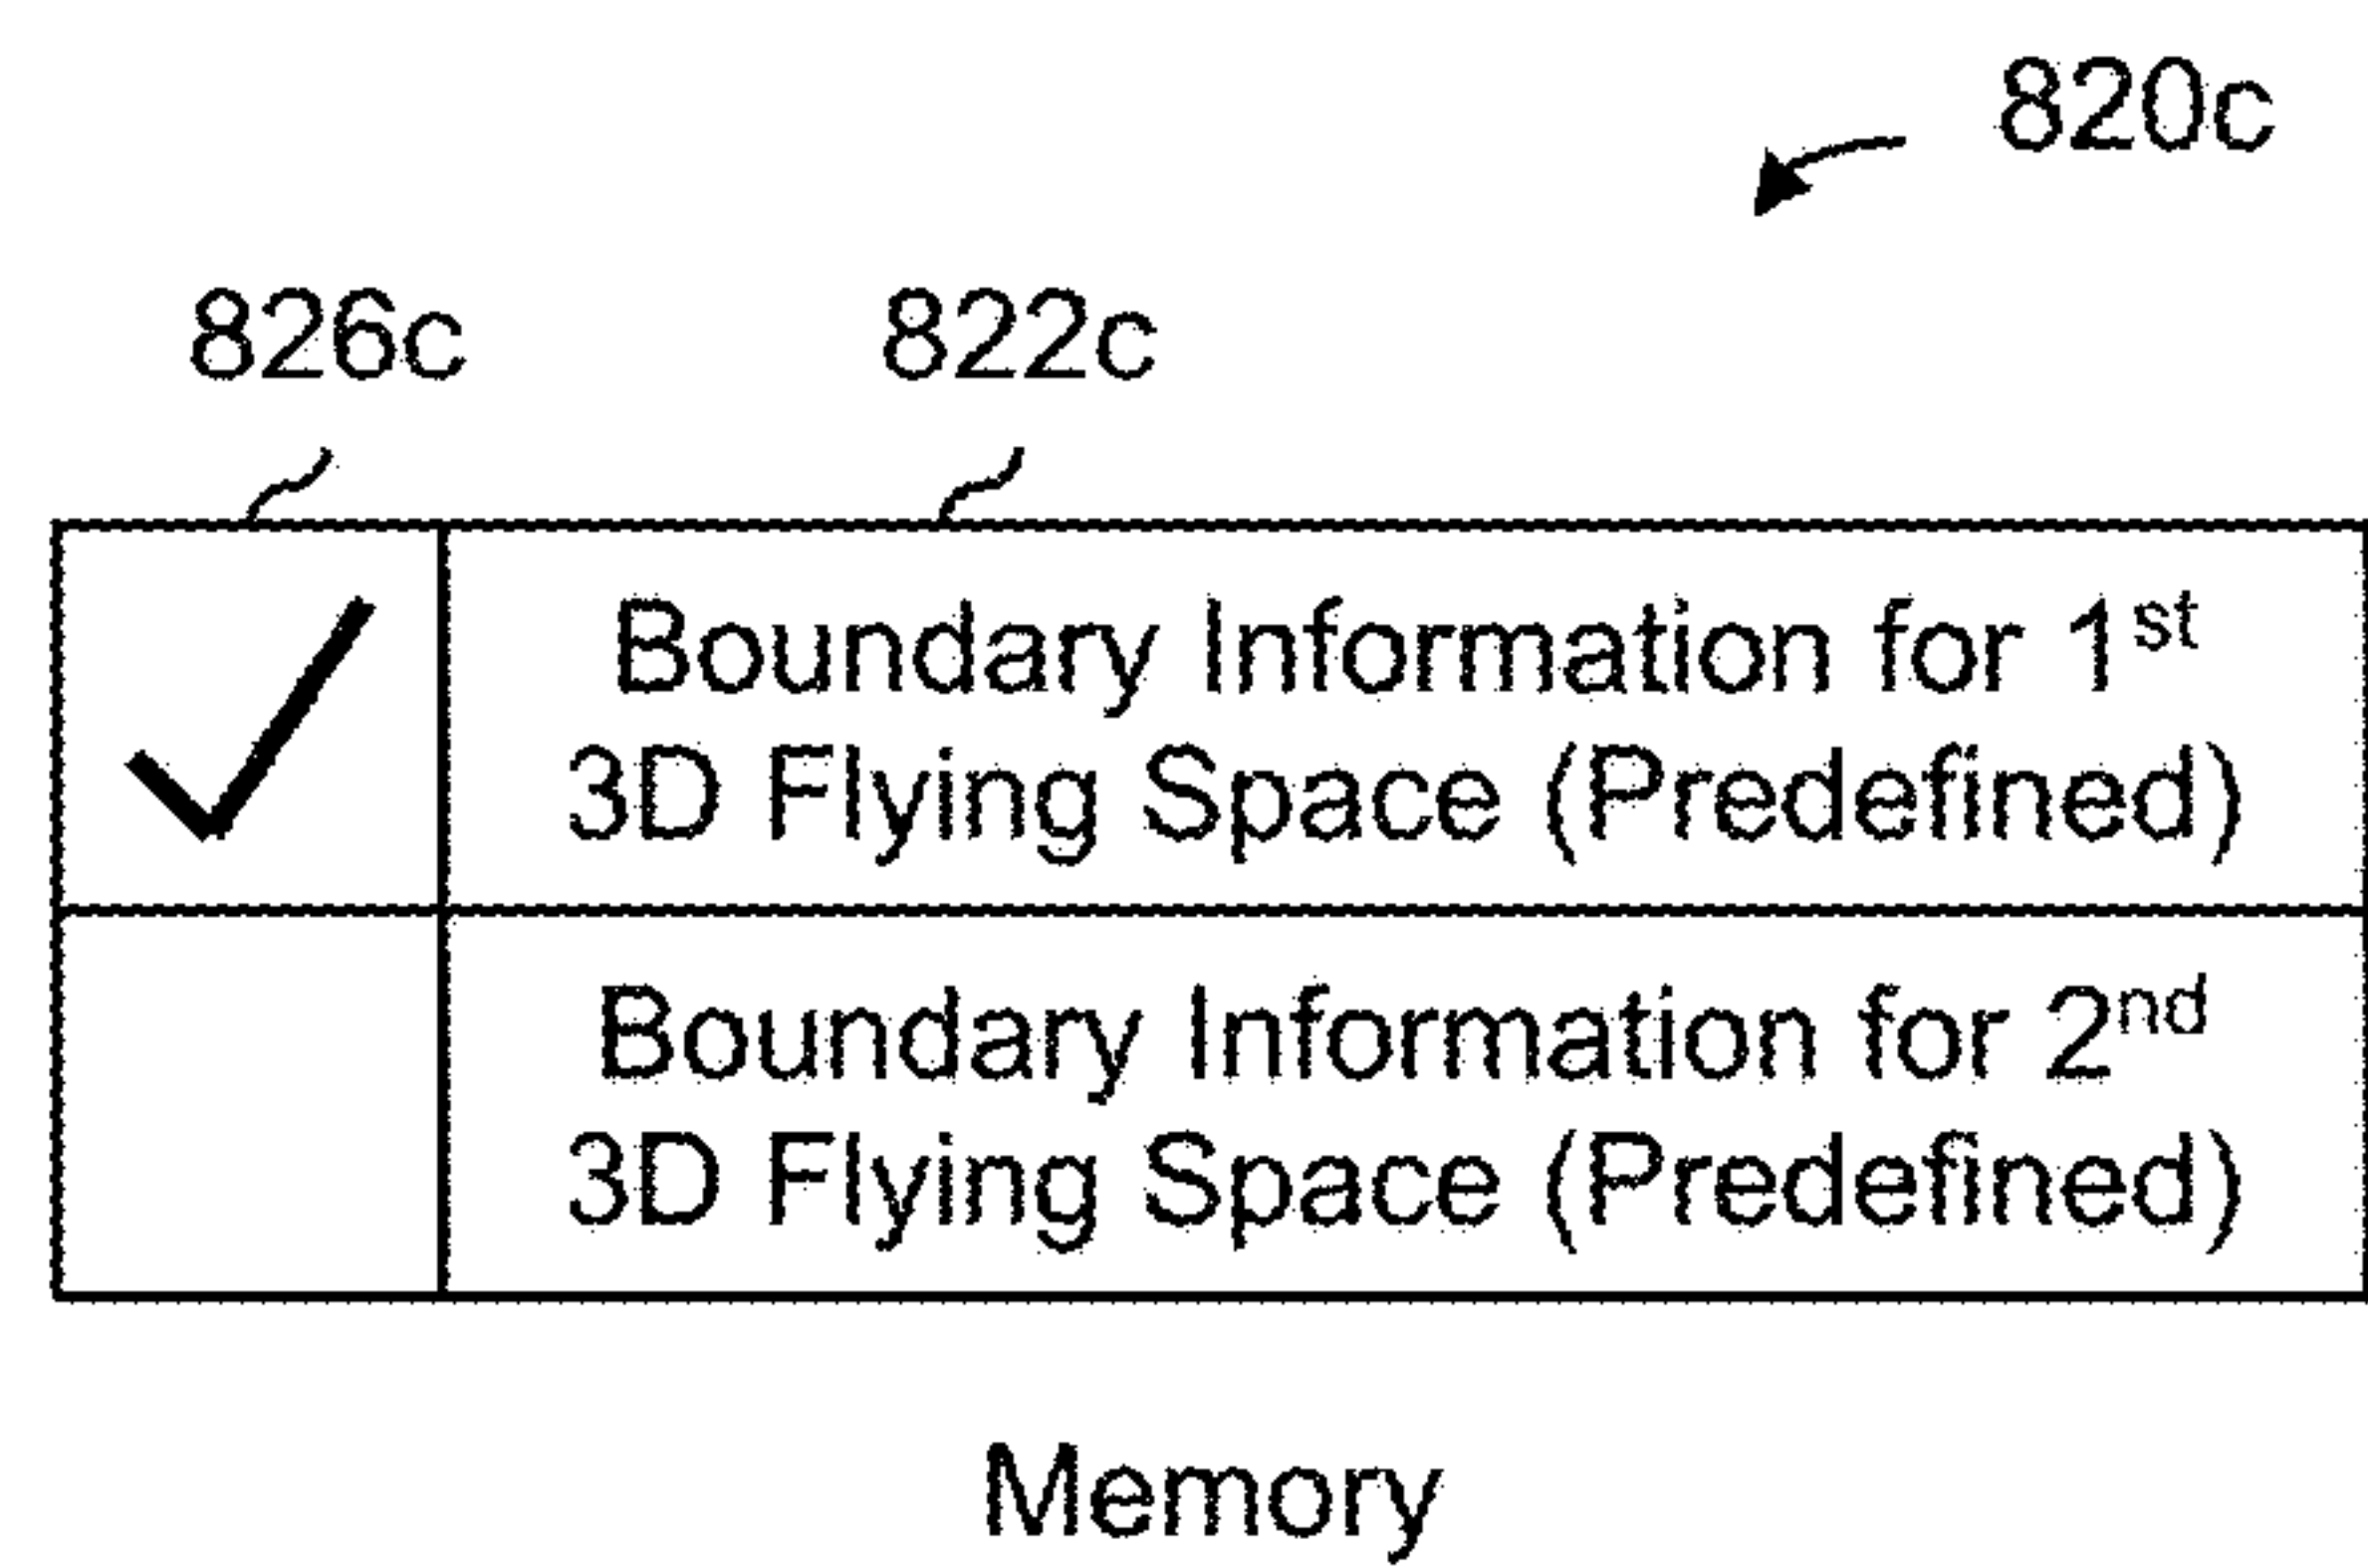 820c
826c 822c
Boundary Information for 1st
3D Flying Space (Predefined)
Boundary Information for 2nd
3D Flying Space (Predefined)
Memory